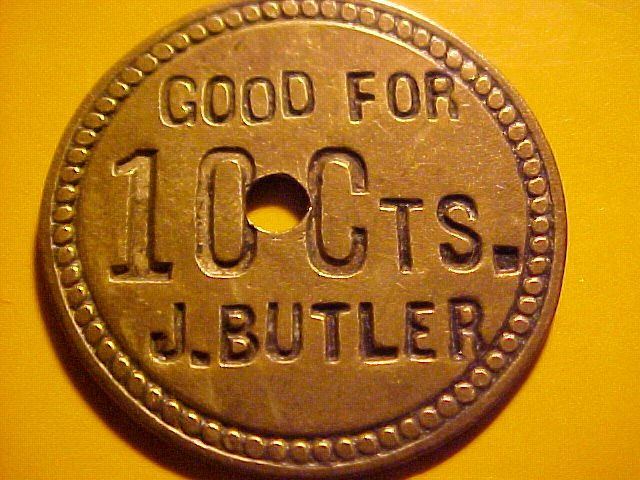 GOOD FOR
10 CTS.
J. BUTLER